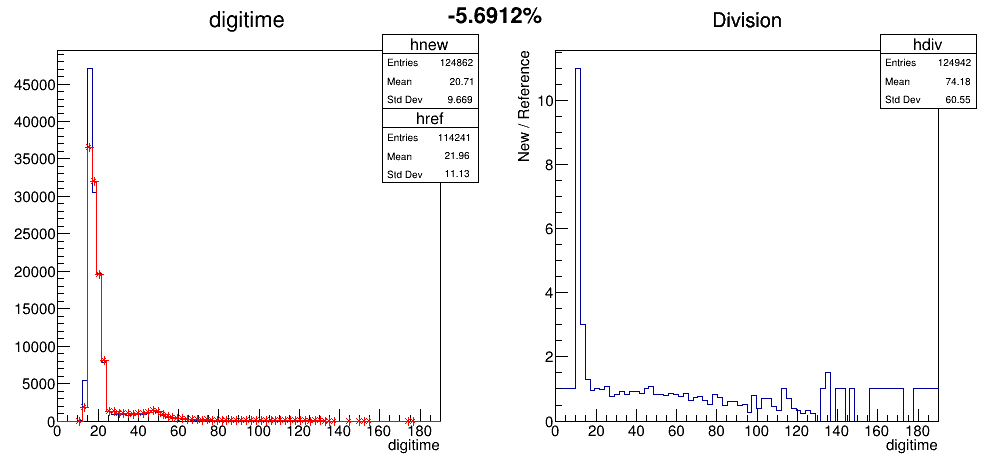 -5.6912%
digitime
hnew
Entries 124862
Mean 20.71
Std Dev 9.669
href
Entries 114241
Mean 21.96
Std Dev 11.13
45000
40000
35000
30000
25000
20000
15000
10000
5000
0
0 20 40 60 80 100 120 140 160 180
digitime
Division
hdiv
Entries 124942
Mean 74.18
Std Dev 60.55
New / Reference
10
8
6
4
2
0
0 20 40 60 80 100 120 140 160 180
digitime